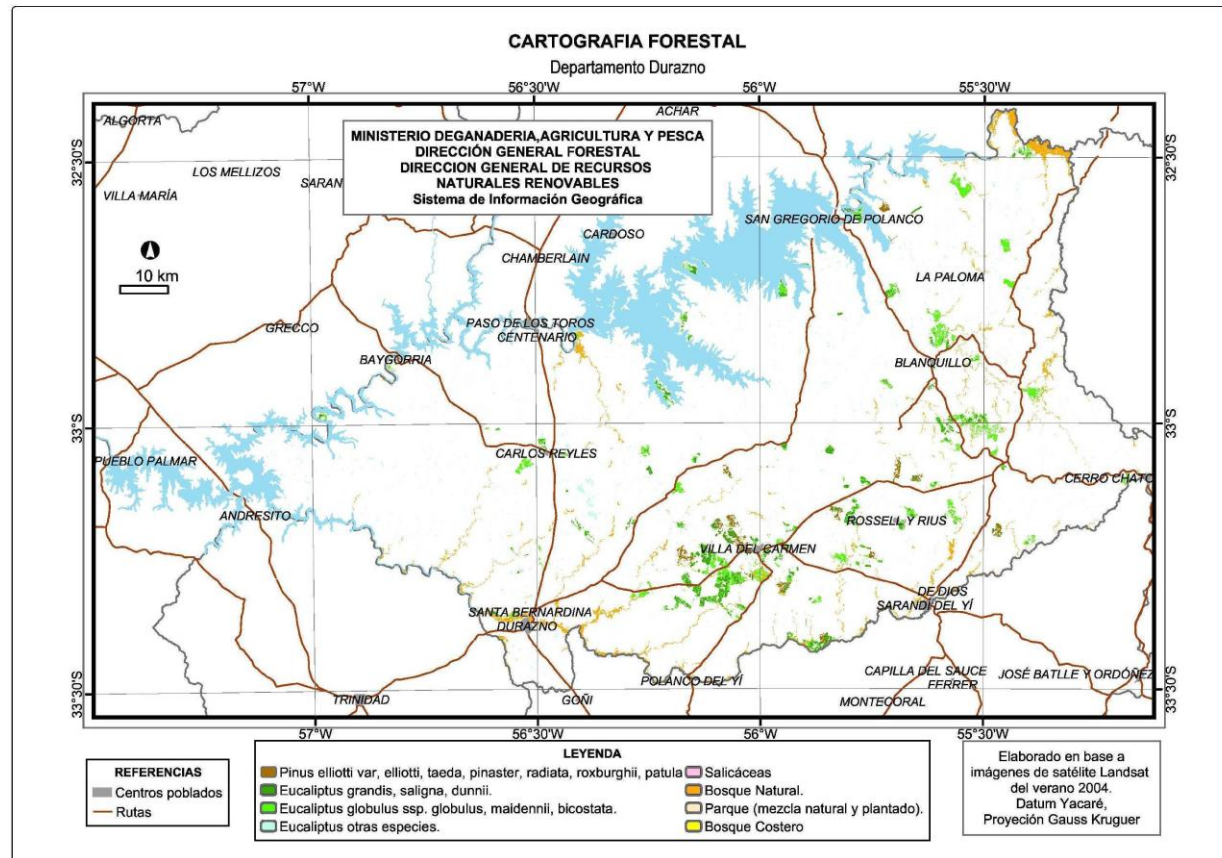 CARTOGRAFIA FORESTAL
Departamento Durazno
57°W
56°30'W
56°W
55°30'W
ALGORTA
ACHAR
MINISTERIO DEGANADERIA,AGRICULTURA Y PESCA
DIRECCIÓN GENERAL FORESTAL
DIRECCION GENERAL DE RECURSOS
NATURALES RENOVABLES
Sistema de Información Geográfica
32°30'S
32°30'S
LOS MELLIZOS
SARAN
VILLA MARÍA
SAN GREGORIO DE POLANCO
CARDOSO
CHAMBERLAIN
10 km
LA PALOMA
GRECCO
PASO DE LOS TOROS
CENTENARIO
BAYGORRIA
BLANQUILLO
33°S
33°S
CARLOS REYLES
PUEBLO PALMAR
CERRO CHATO
ANDRESITO
ROSSELL Y RIUS
VILLA DEL CARMEN
DE DIOS
SARANDÍ DEL YÍ
SANTA BERNARDINA
DURAZNO
CAPILLA DEL SAUCE
JOSÉ BATLLE Y ORDÓÑEZ
FERRER
POLANCO DEL YÍ
33°30'S
33°30'S
TRINIDAD
GOÑI
MONTECORAL
57°W
56°30'W
56°W
55°30'W
REFERENCIAS
Centros poblados
Rutas
LEYENDA
Pinus elliotti var, elliotti, taeda, pinaster, radiata, roxburghii, patula
Eucaliptus grandis, saligna, dunnii.
Eucaliptus globulus ssp. globulus, maidennii, bicostata.
Eucaliptus otras especies.
Salicáceas
Bosque Natural.
Parque (mezcla natural y plantado).
Bosque Costero
Elaborado en base a
imágenes de satélite Landsat
del verano 2004.
Datum Yacaré,
Proyeción Gauss Kruguer